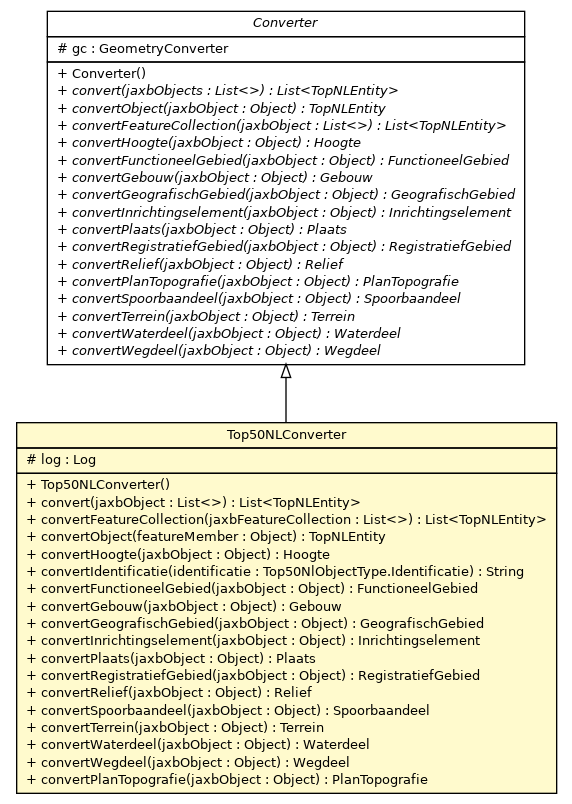 Converter
# gc : GeometryConverter
+ Converter()
+ convert(jaxbObjects : List<>) : List<TopNLEntity>
+ convertObject(jaxbObject : Object) : TopNLEntity
+ convertFeatureCollection(jaxbObject : List<>) : List<TopNLEntity>
+ convertHoogte(jaxbObject : Object) : Hoogte
+ convertFunctioneelGebied(jaxbObject : Object) : FunctioneelGebied
+ convertGebouw(jaxbObject : Object) : Gebouw
+ convertGeografischGebied(jaxbObject : Object) : GeografischGebied
+ convertInrichtingselement(jaxbObject : Object) : Inrichtingselement
+ convertPlaats(jaxbObject : Object) : Plaats
+ convertRegistratiefGebied(jaxbObject : Object) : RegistratiefGebied
+ convertRelief(jaxbObject : Object) : Relief
+ convertPlanTopografie(jaxbObject : Object) : PlanTopografie
+ convertSpoorbaandeel(jaxbObject : Object) : Spoorbaandeel
+ convertTerrein(jaxbObject : Object) : Terrein
+ convertWaterdeel(jaxbObject : Object) : Waterdeel
+ convertWegdeel(jaxbObject : Object) : Wegdeel
Top50NLConverter
# log : Log
+ Top50NLConverter()
+ convert(jaxbObject : List<>) : List<TopNLEntity>
+ convertFeatureCollection(jaxbFeatureCollection : List<>) : List<TopNLEntity>
+ convertObject(featureMember : Object) : TopNLEntity
+ convertHoogte(jaxbObject : Object) : Hoogte
+ convertIdentificatie(identificatie : Top50NlObjectType.Identificatie) : String
+ convertFunctioneelGebied(jaxbObject : Object) : FunctioneelGebied
+ convertGebouw(jaxbObject : Object) : Gebouw
+ convertGeografischGebied(jaxbObject : Object) : GeografischGebied
+ convertInrichtingselement(jaxbObject : Object) : Inrichtingselement
+ convertPlaats(jaxbObject : Object) : Plaats
+ convertRegistratiefGebied(jaxbObject : Object) : RegistratiefGebied
+ convertRelief(jaxbObject : Object) : Relief
+ convertSpoorbaandeel(jaxbObject : Object) : Spoorbaandeel
+ convertTerrein(jaxbObject : Object) : Terrein
+ convertWaterdeel(jaxbObject : Object) : Waterdeel
+ convertWegdeel(jaxbObject : Object) : Wegdeel
+ convertPlanTopografie(jaxbObject : Object) : PlanTopografie